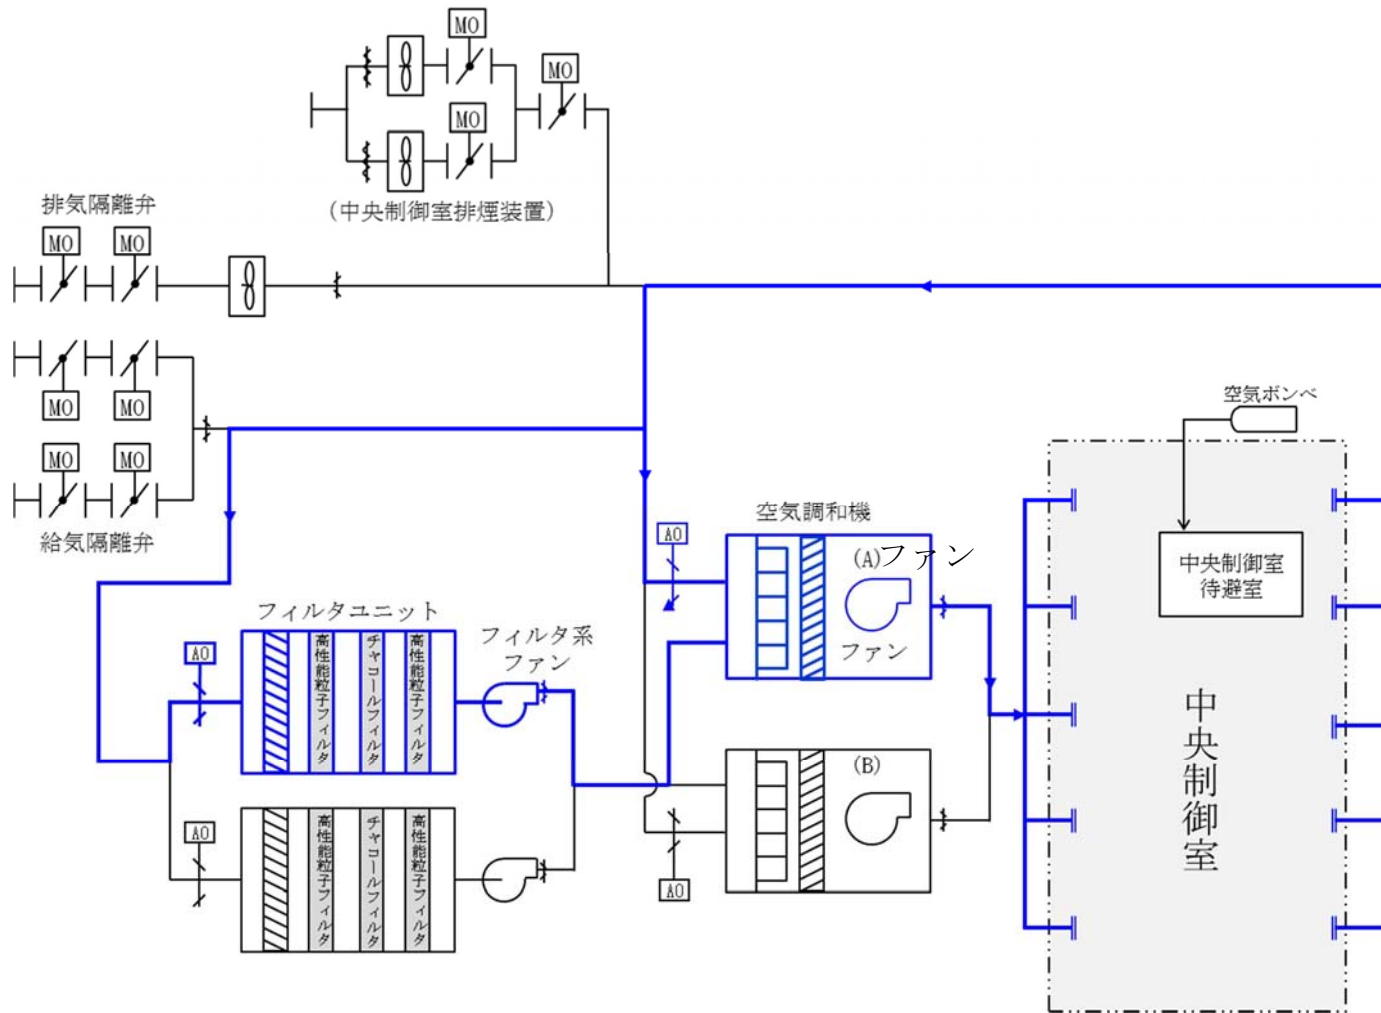 MO
MO
MO
(中央制御室排煙装置)
排気隔離弁
MO
MO
MO
MO
MO
MO
給気隔離弁
空気ボンベ
中央制御室
待避室
中央制御室
空気調和機
AO
(A)ファン
ファン
(B)
AO
フィルタユニット
フィルタ系
ファン
AO
高性能粒子フィルタ
チャコールフィルタ
高性能粒子フィルタ
AO
高性能粒子フィルタ
チャコールフィルタ
高性能粒子フィルタ